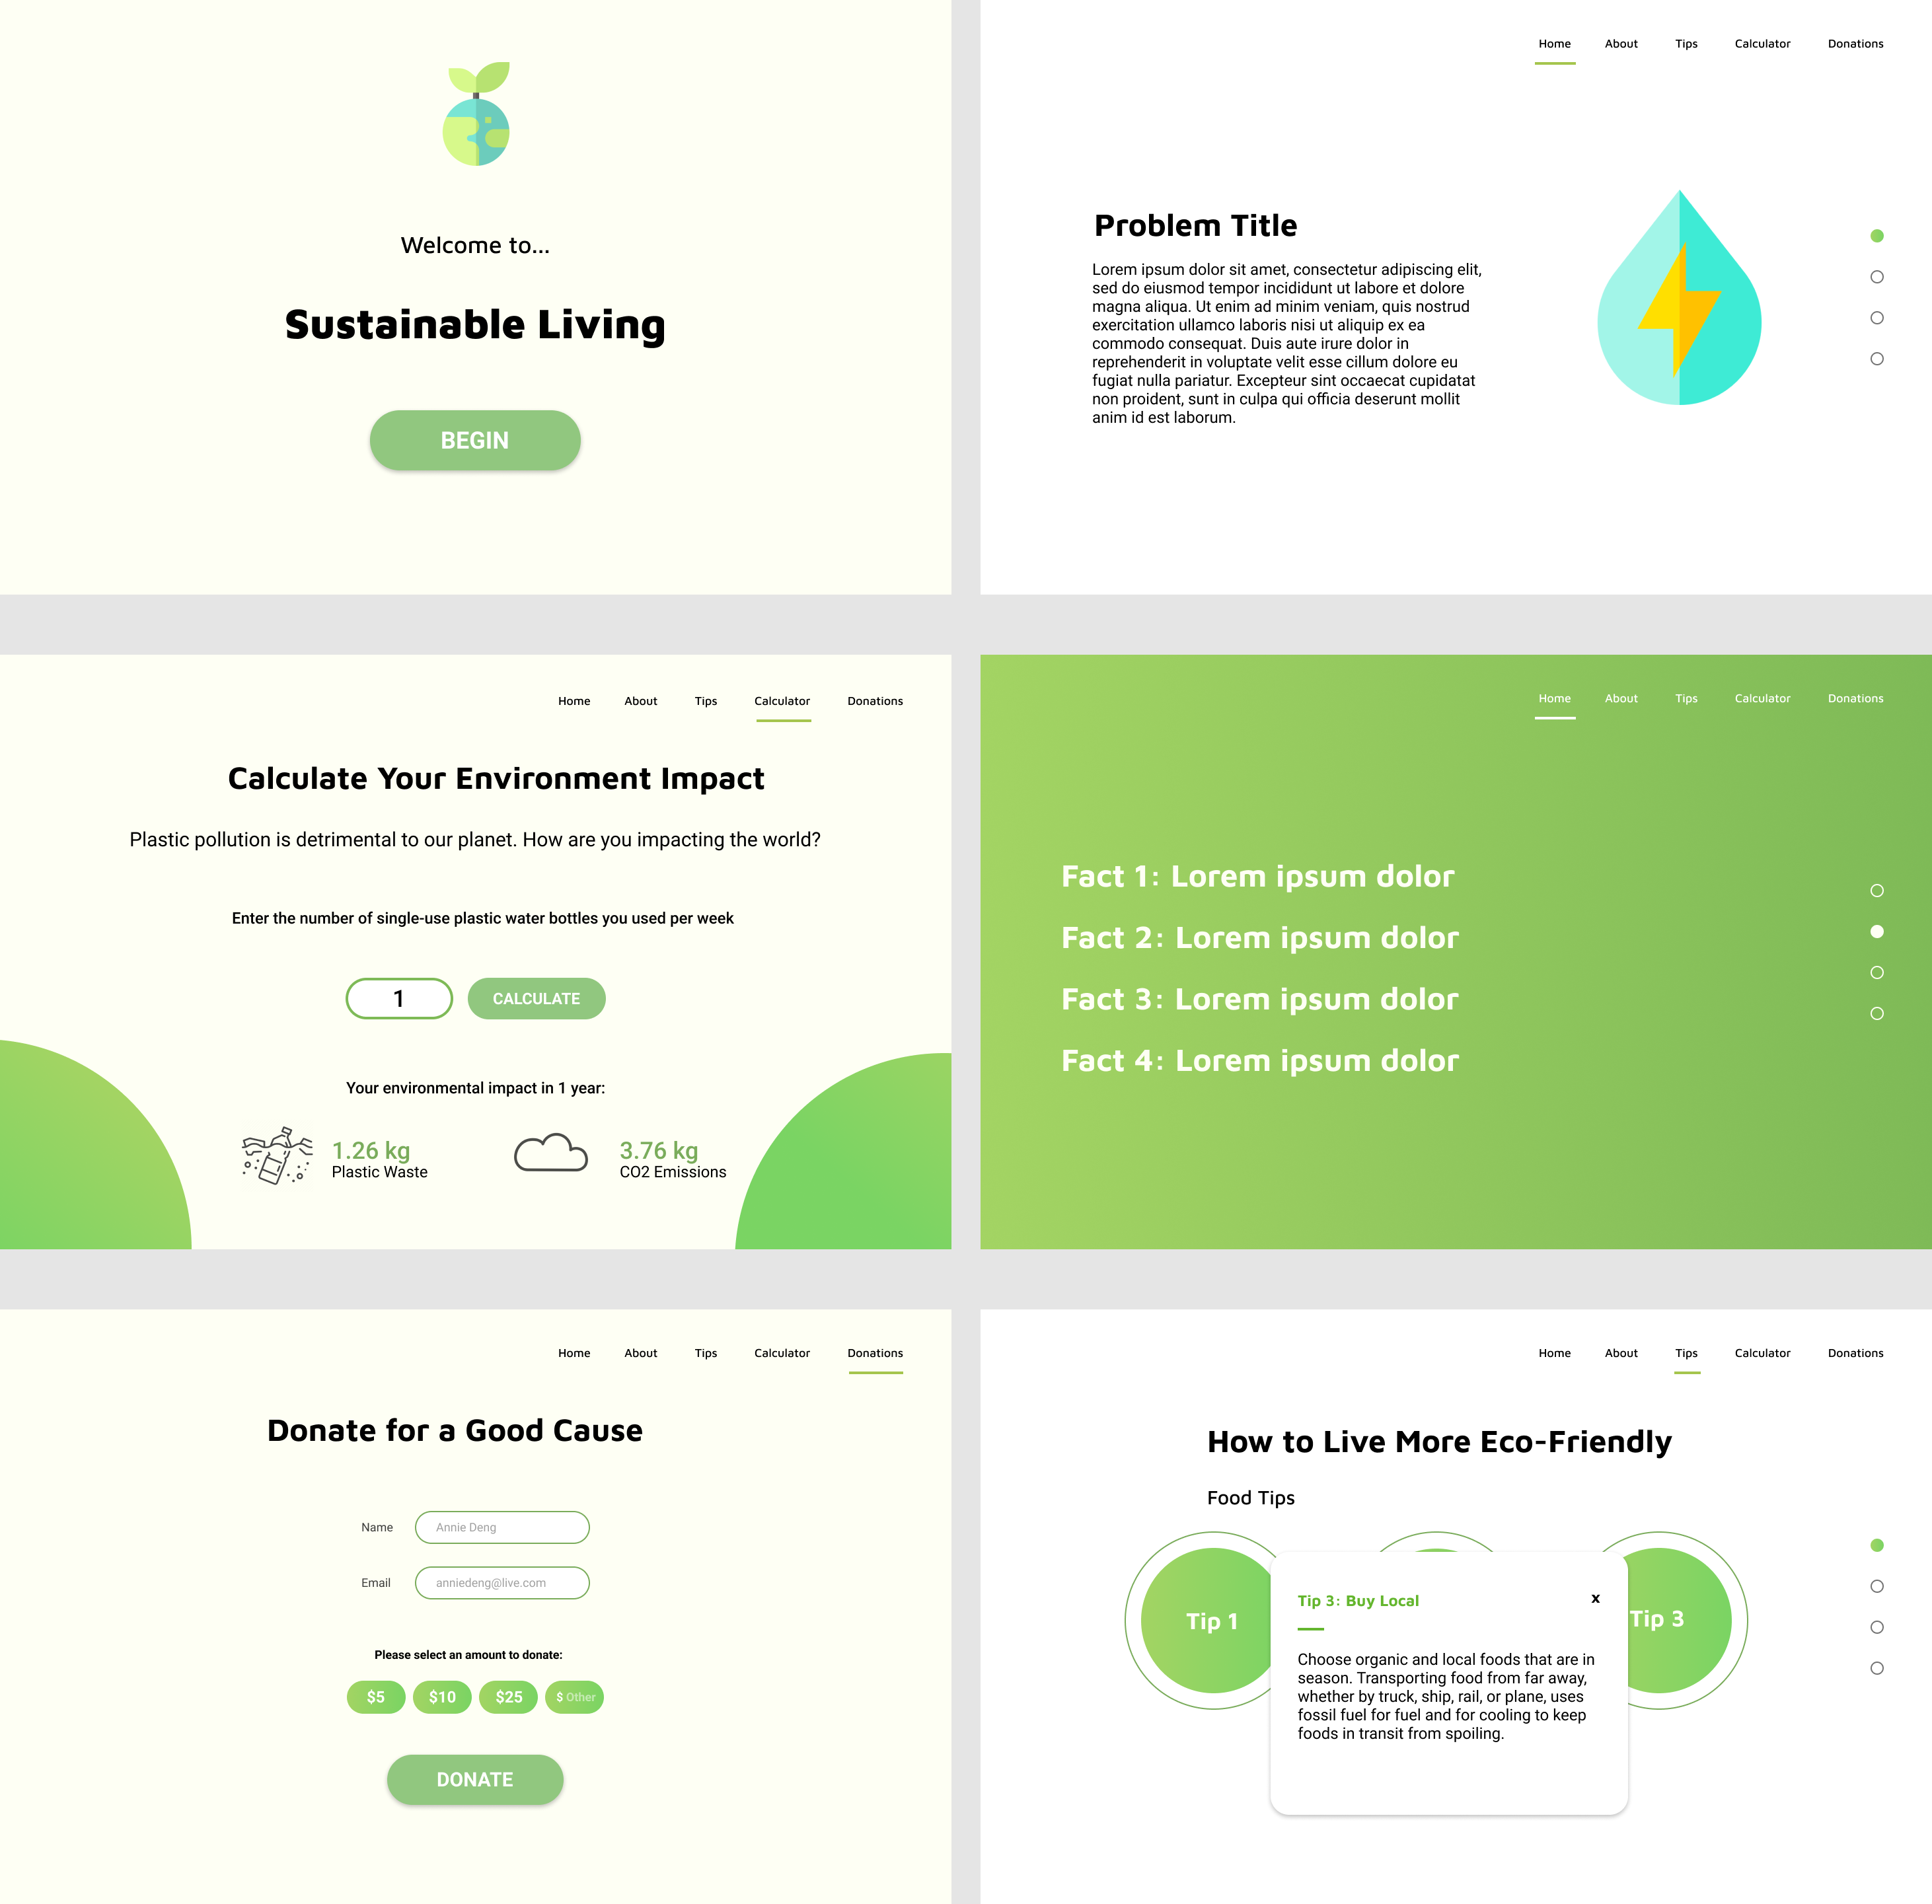 Welcome to...
Sustainable Living
BEGIN
Home About Tips Calculator Donations
Problem Title
Lorem ipsum dolor sit amet, consectetur adipiscing elit,
sed do eiusmod tempor incididunt ut labore et dolore
magna aliqua. Ut enim ad minim veniam, quis nostrud
exercitation ullamco laboris nisi ut aliquip ex ea
commodo consequat. Duis aute irure dolor in
reprehenderit in voluptate velit esse cillum dolore eu
fugiat nulla pariatur. Excepteur sint occaecat cupidatat
non proident, sunt in culpa qui officia deserunt mollit
anim id est laborum.
Home About Tips Calculator Donations
Calculate Your Environment Impact
Plastic pollution is detrimental to our planet. How are you impacting the world?
Enter the number of single-use plastic water bottles you used per week
1 CALCULATE
Your environmental impact in 1 year:
1.26 kg 3.76 kg
Plastic Waste CO2 Emissions
Home About Tips Calculator Donations
Fact 1: Lorem ipsum dolor
Fact 2: Lorem ipsum dolor
Fact 3: Lorem ipsum dolor
Fact 4: Lorem ipsum dolor
Home About Tips Calculator Donations
Donate for a Good Cause
Name Annie Deng
Email anniedeng@live.com
Please select an amount to donate:
$5 $10 $25 $ Other
DONATE
Home About Tips Calculator Donations
How to Live More Eco-Friendly
Food Tips
Tip 1
Tip 3: Buy Local x
Choose organic and local foods that are in
season. Transporting food from far away,
whether by truck, ship, rail, or plane, uses
fossil fuel for fuel and for cooling to keep
foods in transit from spoiling.
Tip 3